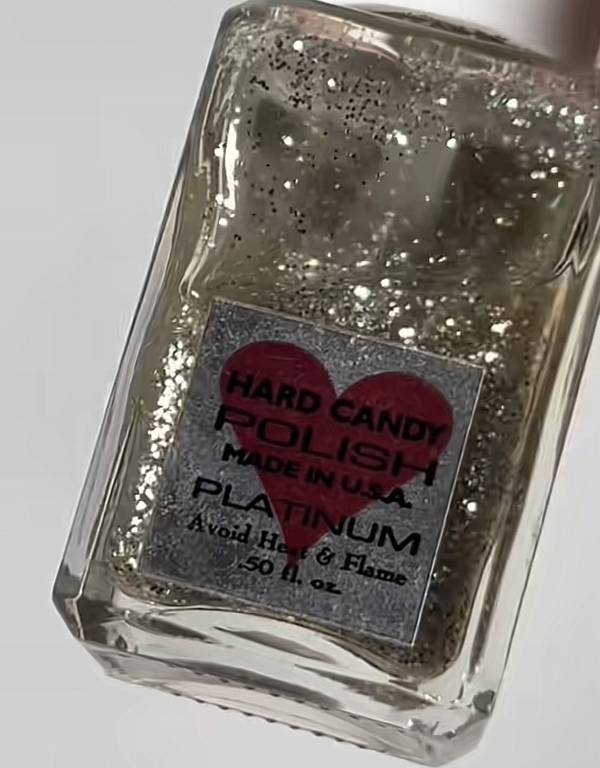 HARD CANDY
POLISH
MADE IN U.S.A.
PLATINUM
Avoid Heat & Flame
.50 fl. oz.